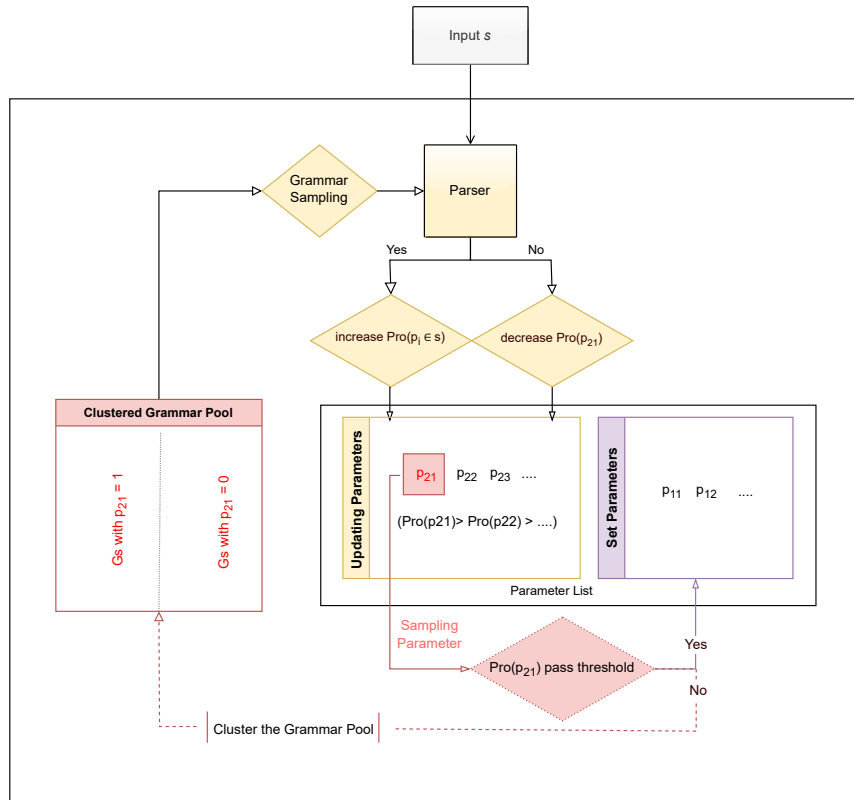 Input s
Grammar
Sampling
Parser
Yes
No
increase Pro(pᵢ ∈ s)
decrease Pro(p₂₁)
Clustered Grammar Pool
Gs with p₂₁ = 1
Gs with p₂₁ = 0
Updating Parameters
p₂₁ p₂₂ p₂₃ ....
(Pro(p21)> Pro(p22) > ....)
Set Parameters
p₁₁ p₁₂ ....
Parameter List
Sampling
Parameter
Pro(p₂₁) pass threshold
Yes
No
Cluster the Grammar Pool